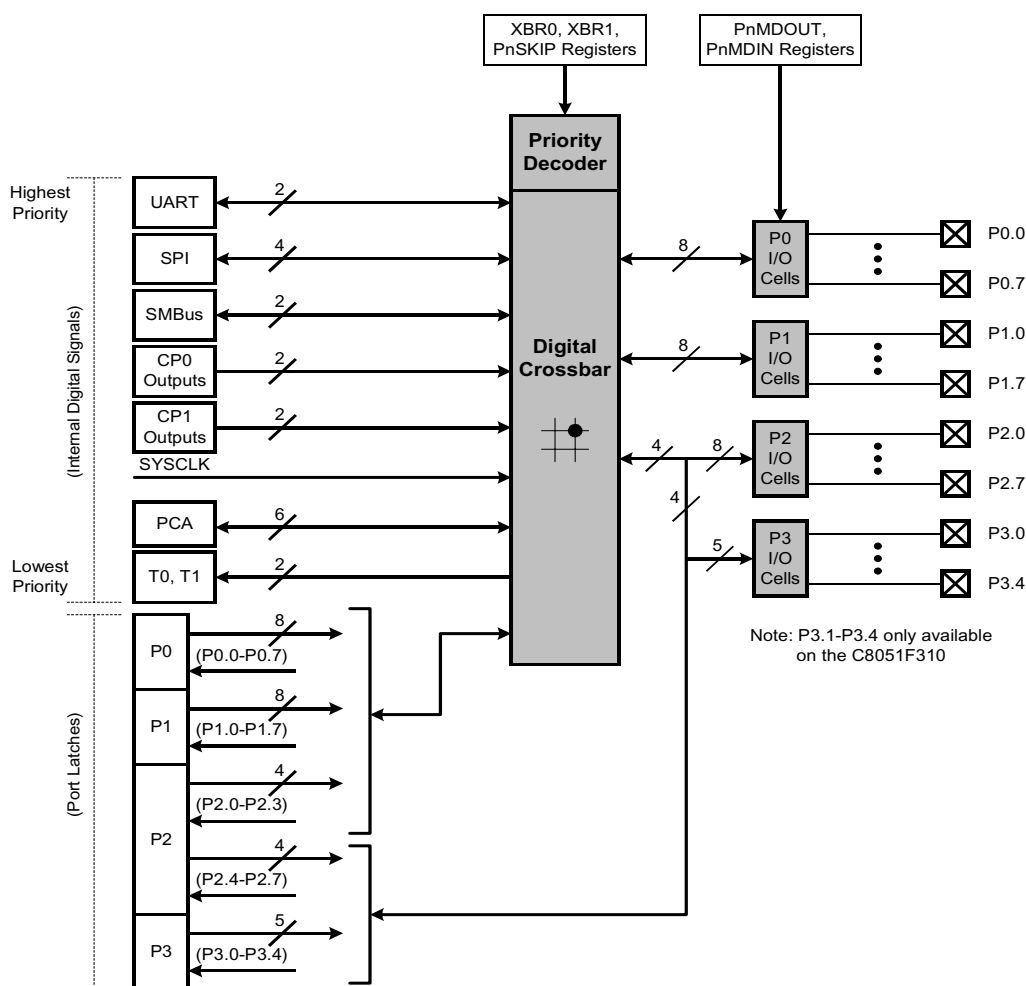 XBR0, XBR1,
PnSKIP Registers
PnMDOUT,
PnMDIN Registers
Priority
Decoder
Highest
Priority
UART
2
SPI
4
SMBus
2
CP0
Outputs
2
CP1
Outputs
2
SYSCLK
PCA
6
Lowest
Priority
T0, T1
2
(Internal Digital Signals)
Digital
Crossbar
8
P0
I/O
Cells
P0.0
P0.7
8
P1
I/O
Cells
P1.0
P1.7
4
8
P2
I/O
Cells
P2.0
P2.7
4
5
P3
I/O
Cells
P3.0
P3.4
Note: P3.1-P3.4 only available
on the C8051F310
(Port Latches)
P0
8
(P0.0-P0.7)
P1
8
(P1.0-P1.7)
P2
4
(P2.0-P2.3)
4
(P2.4-P2.7)
P3
5
(P3.0-P3.4)